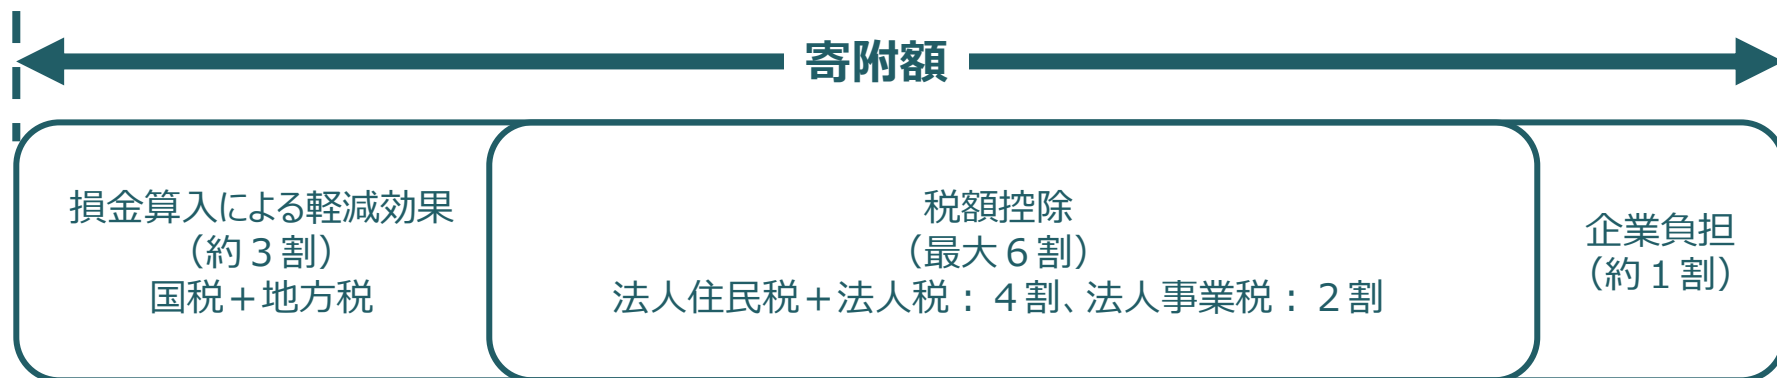 寄附額
損金算入による軽減効果
（約３割）
国税＋地方税
税額控除
（最大６割）
法人住民税＋法人税：４割、法人事業税：２割
企業負担
（約１割）